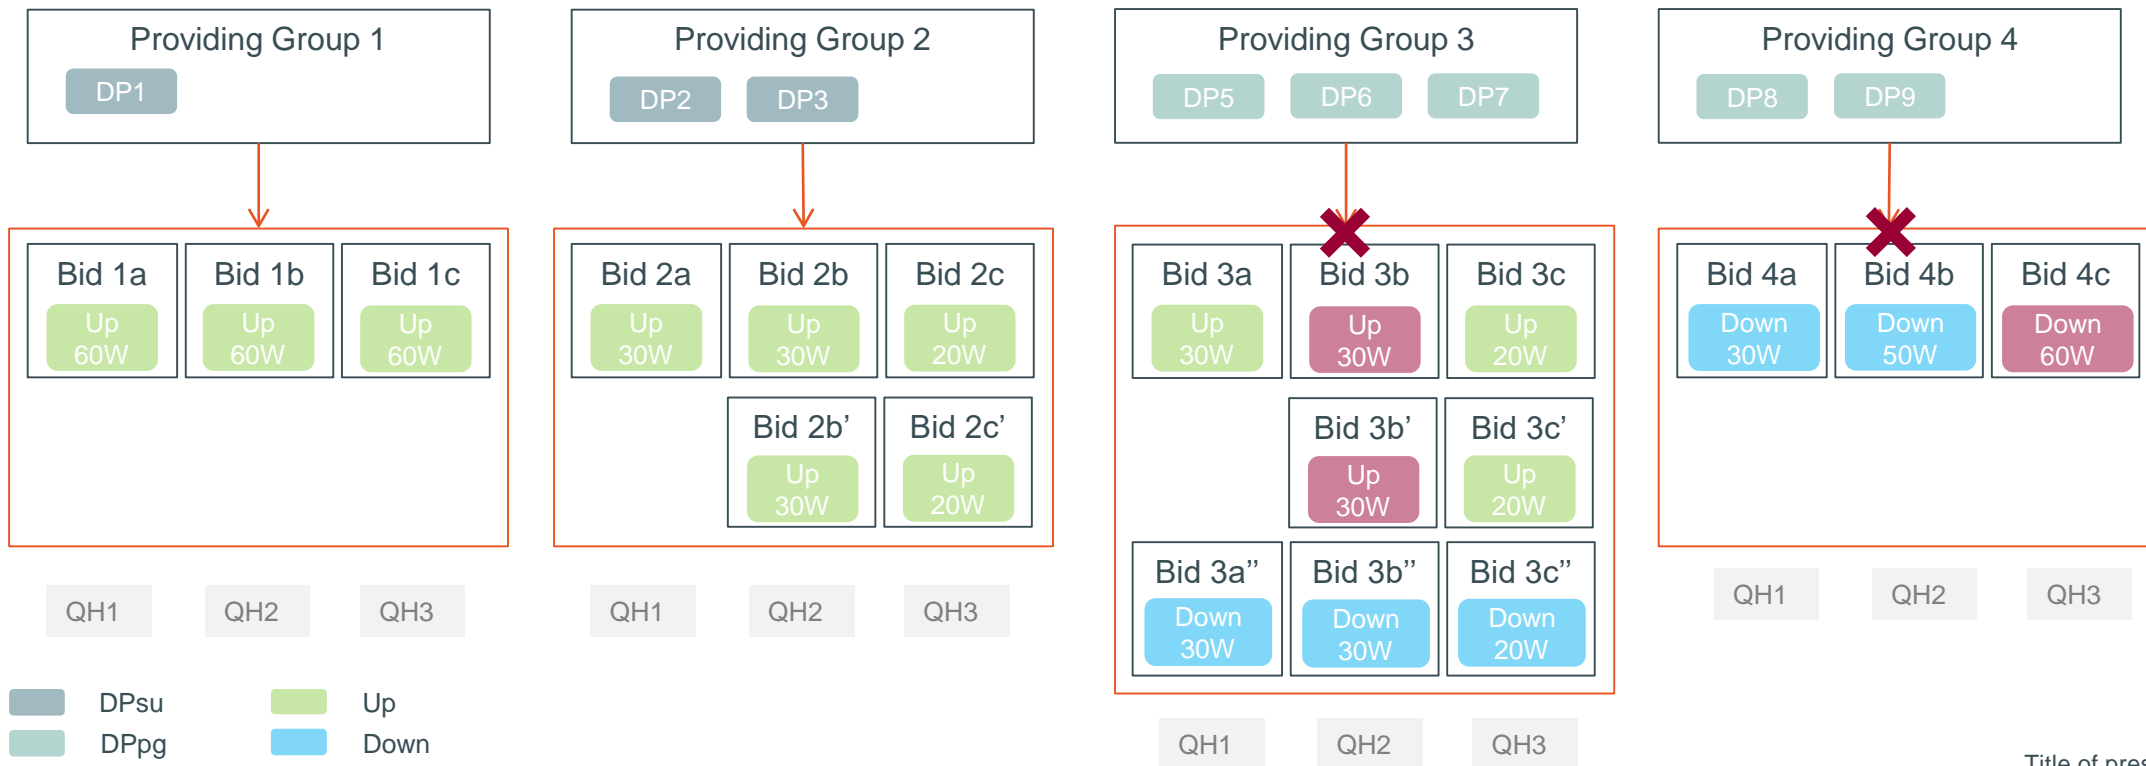 Providing Group 1
DP1
Providing Group 2
DP2
DP3
Providing Group 3
DP5
DP6
DP7
Providing Group 4
DP8
DP9
Bid 1a
Up
60W
Bid 1b
Up
60W
Bid 1c
Up
60W
QH1
QH2
QH3
Bid 2a
Up
30W
Bid 2b
Up
30W
Bid 2c
Up
20W
Bid 2b’
Up
30W
Bid 2c’
Up
20W
QH1
QH2
QH3
Bid 3a
Up
30W
Bid 3b
Up
30W
Bid 3c
Up
20W
Bid 3b’
Up
30W
Bid 3c’
Up
20W
Bid 3a’’
Down
30W
Bid 3b’’
Down
30W
Bid 3c’’
Down
20W
QH1
QH2
QH3
Bid 4a
Down
30W
Bid 4b
Down
50W
Bid 4c
Down
60W
QH1
QH2
QH3
DPsu
DPpg
Up
Down
Title of